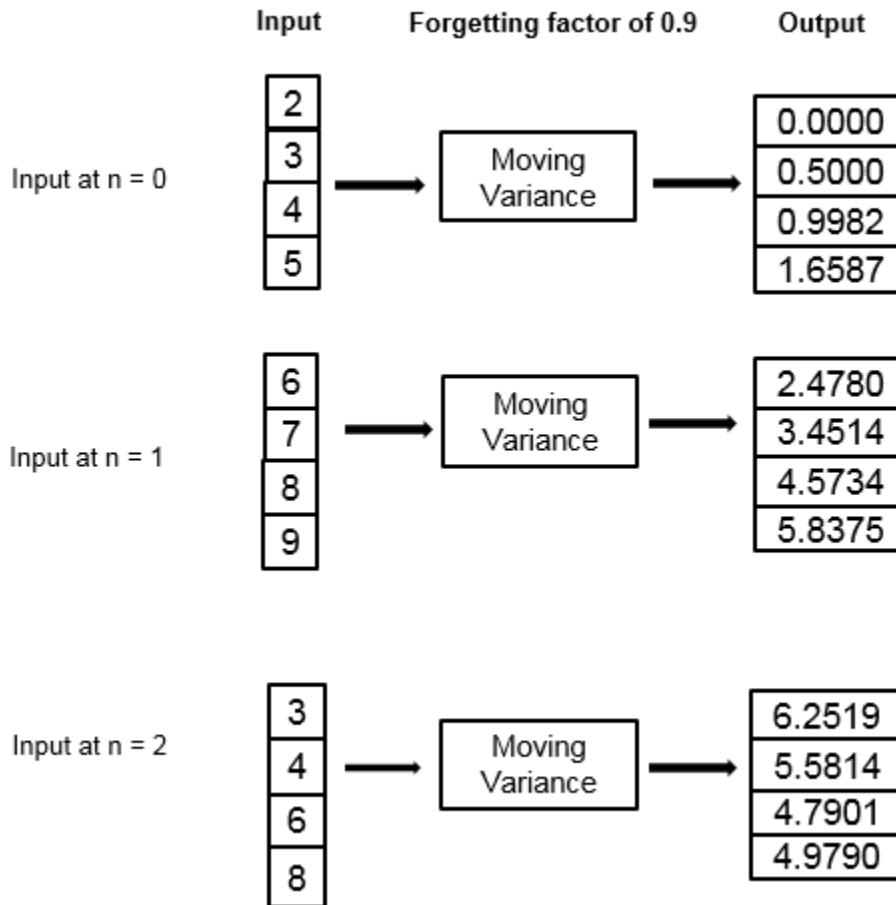 Input Forgetting factor of 0.9 Output
Input at n = 0
2
3
4
5
Moving
Variance
0.0000
0.5000
0.9982
1.6587
Input at n = 1
6
7
8
9
Moving
Variance
2.4780
3.4514
4.5734
5.8375
Input at n = 2
3
4
6
8
Moving
Variance
6.2519
5.5814
4.7901
4.9790